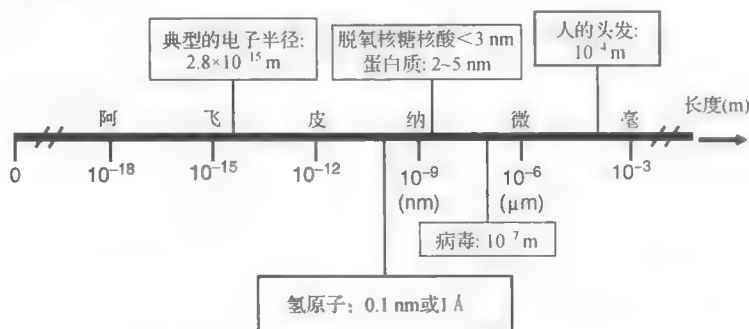 典型的电子半径:
2.8×10⁻¹⁵m
脱氧核糖核酸<3 nm
蛋白质: 2~5 nm
人的头发:
10⁻⁴ m
阿 飞 皮 纳 微 毫 长度(m)
0 10⁻¹⁸ 10⁻¹⁵ 10⁻¹² 10⁻⁹ 10⁻⁶ 10⁻³
(nm) (μm)
病毒: 10⁻⁷m
氢原子: 0.1 nm或1 Å